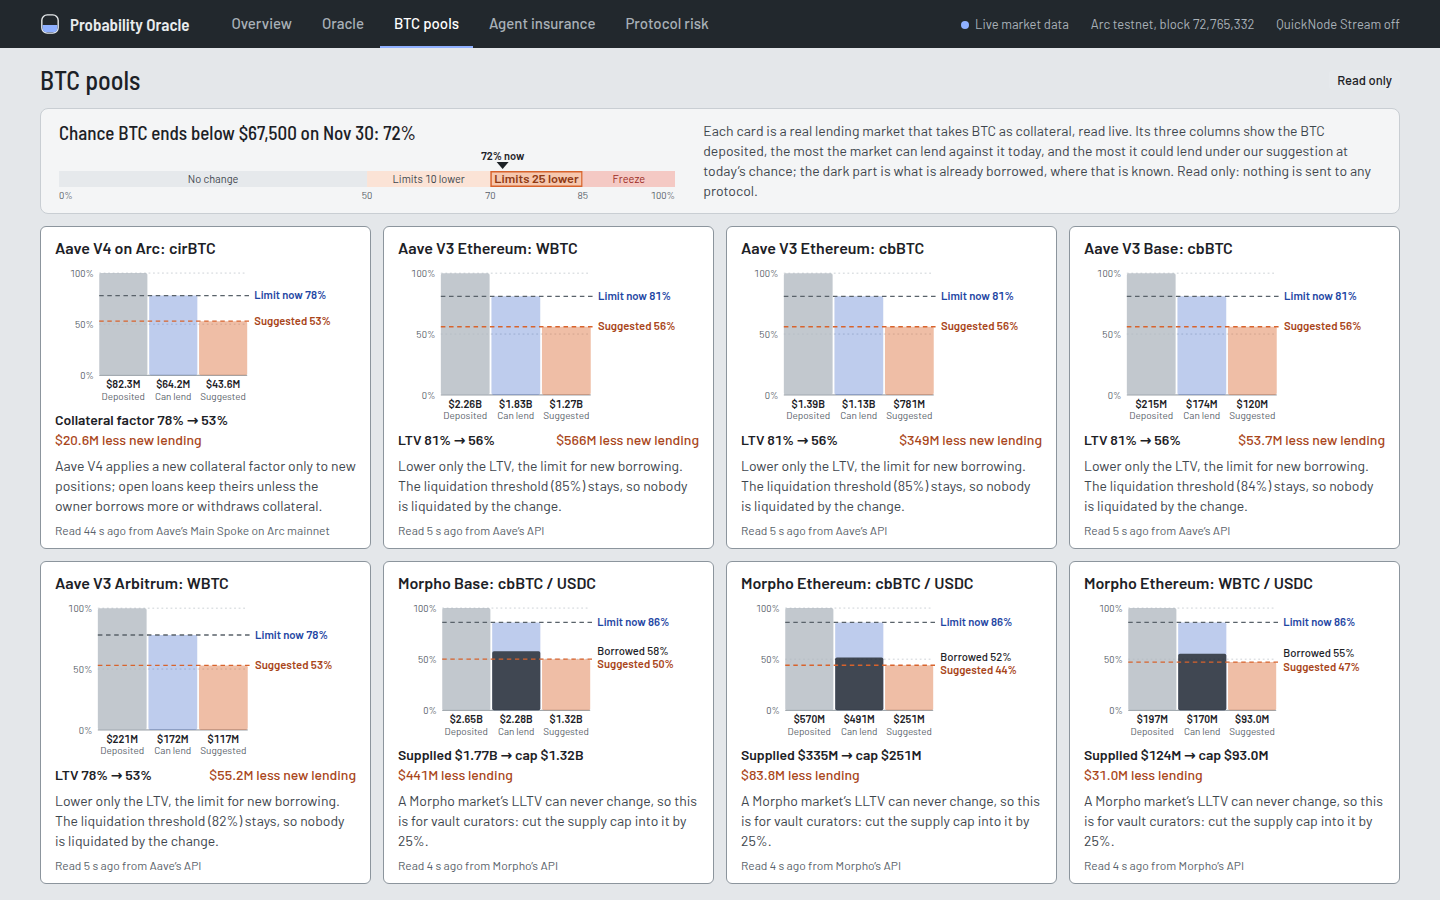 Probability Oracle
Overview
Oracle
BTC pools
Agent insurance
Protocol risk
Live market data
Arc testnet, block 72,765,332
QuickNode Stream off
BTC pools
Read only
Chance BTC ends below $67,500 on Nov 30: 72%
72% now
No change
Limits 10 lower
Limits 25 lower
Freeze
0%
50
70
85
100%
Each card is a real lending market that takes BTC as collateral, read live. Its three columns show the BTC
deposited, the most the market can lend against it today, and the most it could lend under our suggestion at
today's chance; the dark part is what is already borrowed, where that is known. Read only: nothing is sent to any
protocol.
Aave V4 on Arc: cirBTC
100%
50%
0%
Limit now 78%
Suggested 53%
$82.3M
$64.2M
$43.6M
Deposited
Can lend
Suggested
Collateral factor 78% → 53%
$20.6M less new lending
Aave V4 applies a new collateral factor only to new
positions; open loans keep theirs unless the
owner borrows more or withdraws collateral.
Read 44 s ago from Aave's Main Spoke on Arc mainnet
Aave V3 Ethereum: WBTC
100%
50%
0%
Limit now 81%
Suggested 56%
$2.26B
$1.83B
$1.27B
Deposited
Can lend
Suggested
LTV 81% → 56%
$566M less new lending
Lower only the LTV, the limit for new borrowing.
The liquidation threshold (85%) stays, so nobody
is liquidated by the change.
Read 5 s ago from Aave's API
Aave V3 Ethereum: cbBTC
100%
50%
0%
Limit now 81%
Suggested 56%
$1.39B
$1.13B
$781M
Deposited
Can lend
Suggested
LTV 81% → 56%
$349M less new lending
Lower only the LTV, the limit for new borrowing.
The liquidation threshold (85%) stays, so nobody
is liquidated by the change.
Read 5 s ago from Aave's API
Aave V3 Base: cbBTC
100%
50%
0%
Limit now 81%
Suggested 56%
$215M
$174M
$120M
Deposited
Can lend
Suggested
LTV 81% → 56%
$53.7M less new lending
Lower only the LTV, the limit for new borrowing.
The liquidation threshold (84%) stays, so nobody
is liquidated by the change.
Read 5 s ago from Aave's API
Aave V3 Arbitrum: WBTC
100%
50%
0%
Limit now 78%
Suggested 53%
$221M
$172M
$117M
Deposited
Can lend
Suggested
LTV 78% → 53%
$55.2M less new lending
Lower only the LTV, the limit for new borrowing.
The liquidation threshold (82%) stays, so nobody
is liquidated by the change.
Read 5 s ago from Aave's API
Morpho Base: cbBTC / USDC
100%
50%
0%
Limit now 86%
Borrowed 58%
Suggested 50%
$2.65B
$2.28B
$1.32B
Deposited
Can lend
Suggested
Supplied $1.77B → cap $1.32B
$441M less lending
A Morpho market's LLTV can never change, so this
is for vault curators: cut the supply cap into it by
25%.
Read 4 s ago from Morpho's API
Morpho Ethereum: cbBTC / USDC
100%
50%
0%
Limit now 86%
Borrowed 52%
Suggested 44%
$570M
$491M
$251M
Deposited
Can lend
Suggested
Supplied $335M → cap $251M
$83.8M less lending
A Morpho market's LLTV can never change, so this
is for vault curators: cut the supply cap into it by
25%.
Read 4 s ago from Morpho's API
Morpho Ethereum: WBTC / USDC
100%
50%
0%
Limit now 86%
Borrowed 55%
Suggested 47%
$197M
$170M
$93.0M
Deposited
Can lend
Suggested
Supplied $124M → cap $93.0M
$31.0M less lending
A Morpho market's LLTV can never change, so this
is for vault curators: cut the supply cap into it by
25%.
Read 4 s ago from Morpho's API